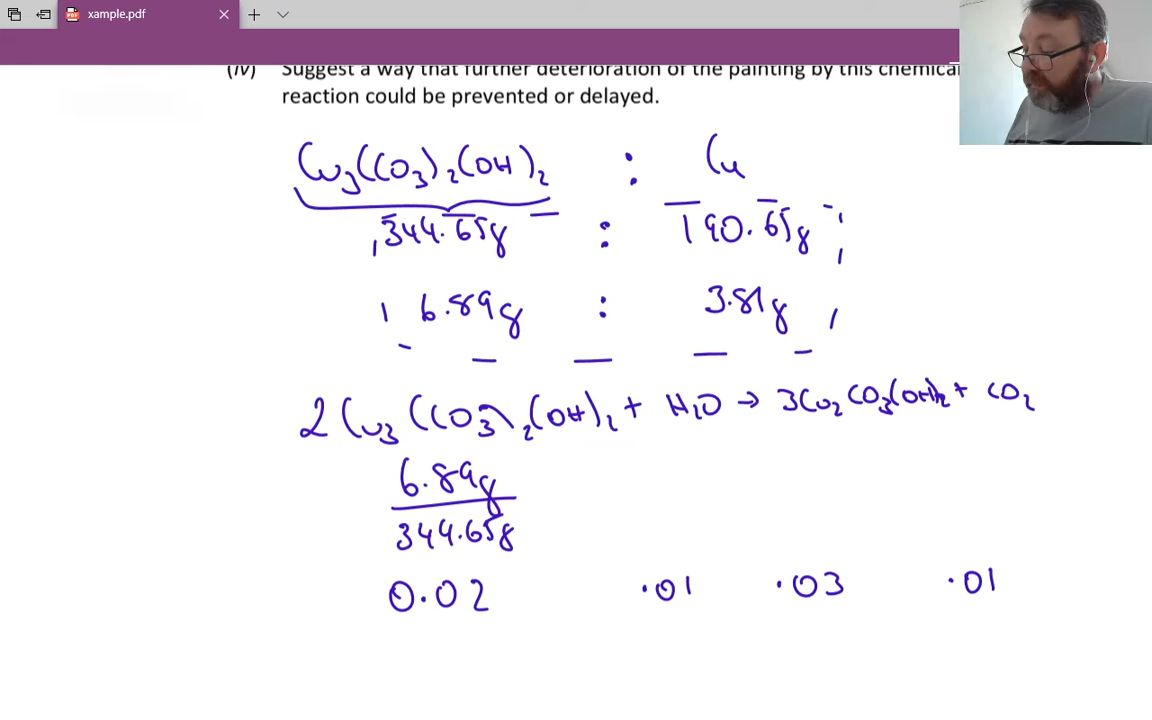 xample.pdf
(iv) Suggest a way that further deterioration of the painting by this chemical
reaction could be prevented or delayed.
Cu3(CO3)2(OH)2 : Cu
344.65g : 190.65g
6.89g : 3.81g
2Cu3(CO3)2(OH)2 + H2O → 3Cu2CO3(OH)2 + CO2
6.89g
344.65g
0.02 .01 .03 .01